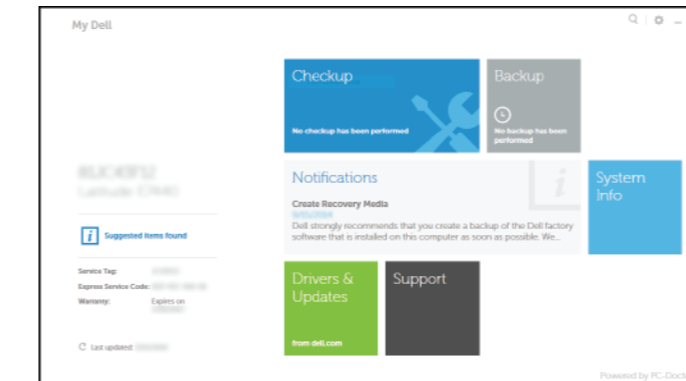 My Dell
Checkup
No checkup has been performed
Backup
No backup has been
performed
Notifications
Create Recovery Media
Dell strongly recommends that you create a backup of the Dell factory
software that is installed on this computer as soon as possible. We...
System
Info
Suggested items found
Service Tag:
Express Service Code:
Warranty: Expires on
Last updated:
Drivers &
Updates
from dell.com
Support
Powered by PC-Doct